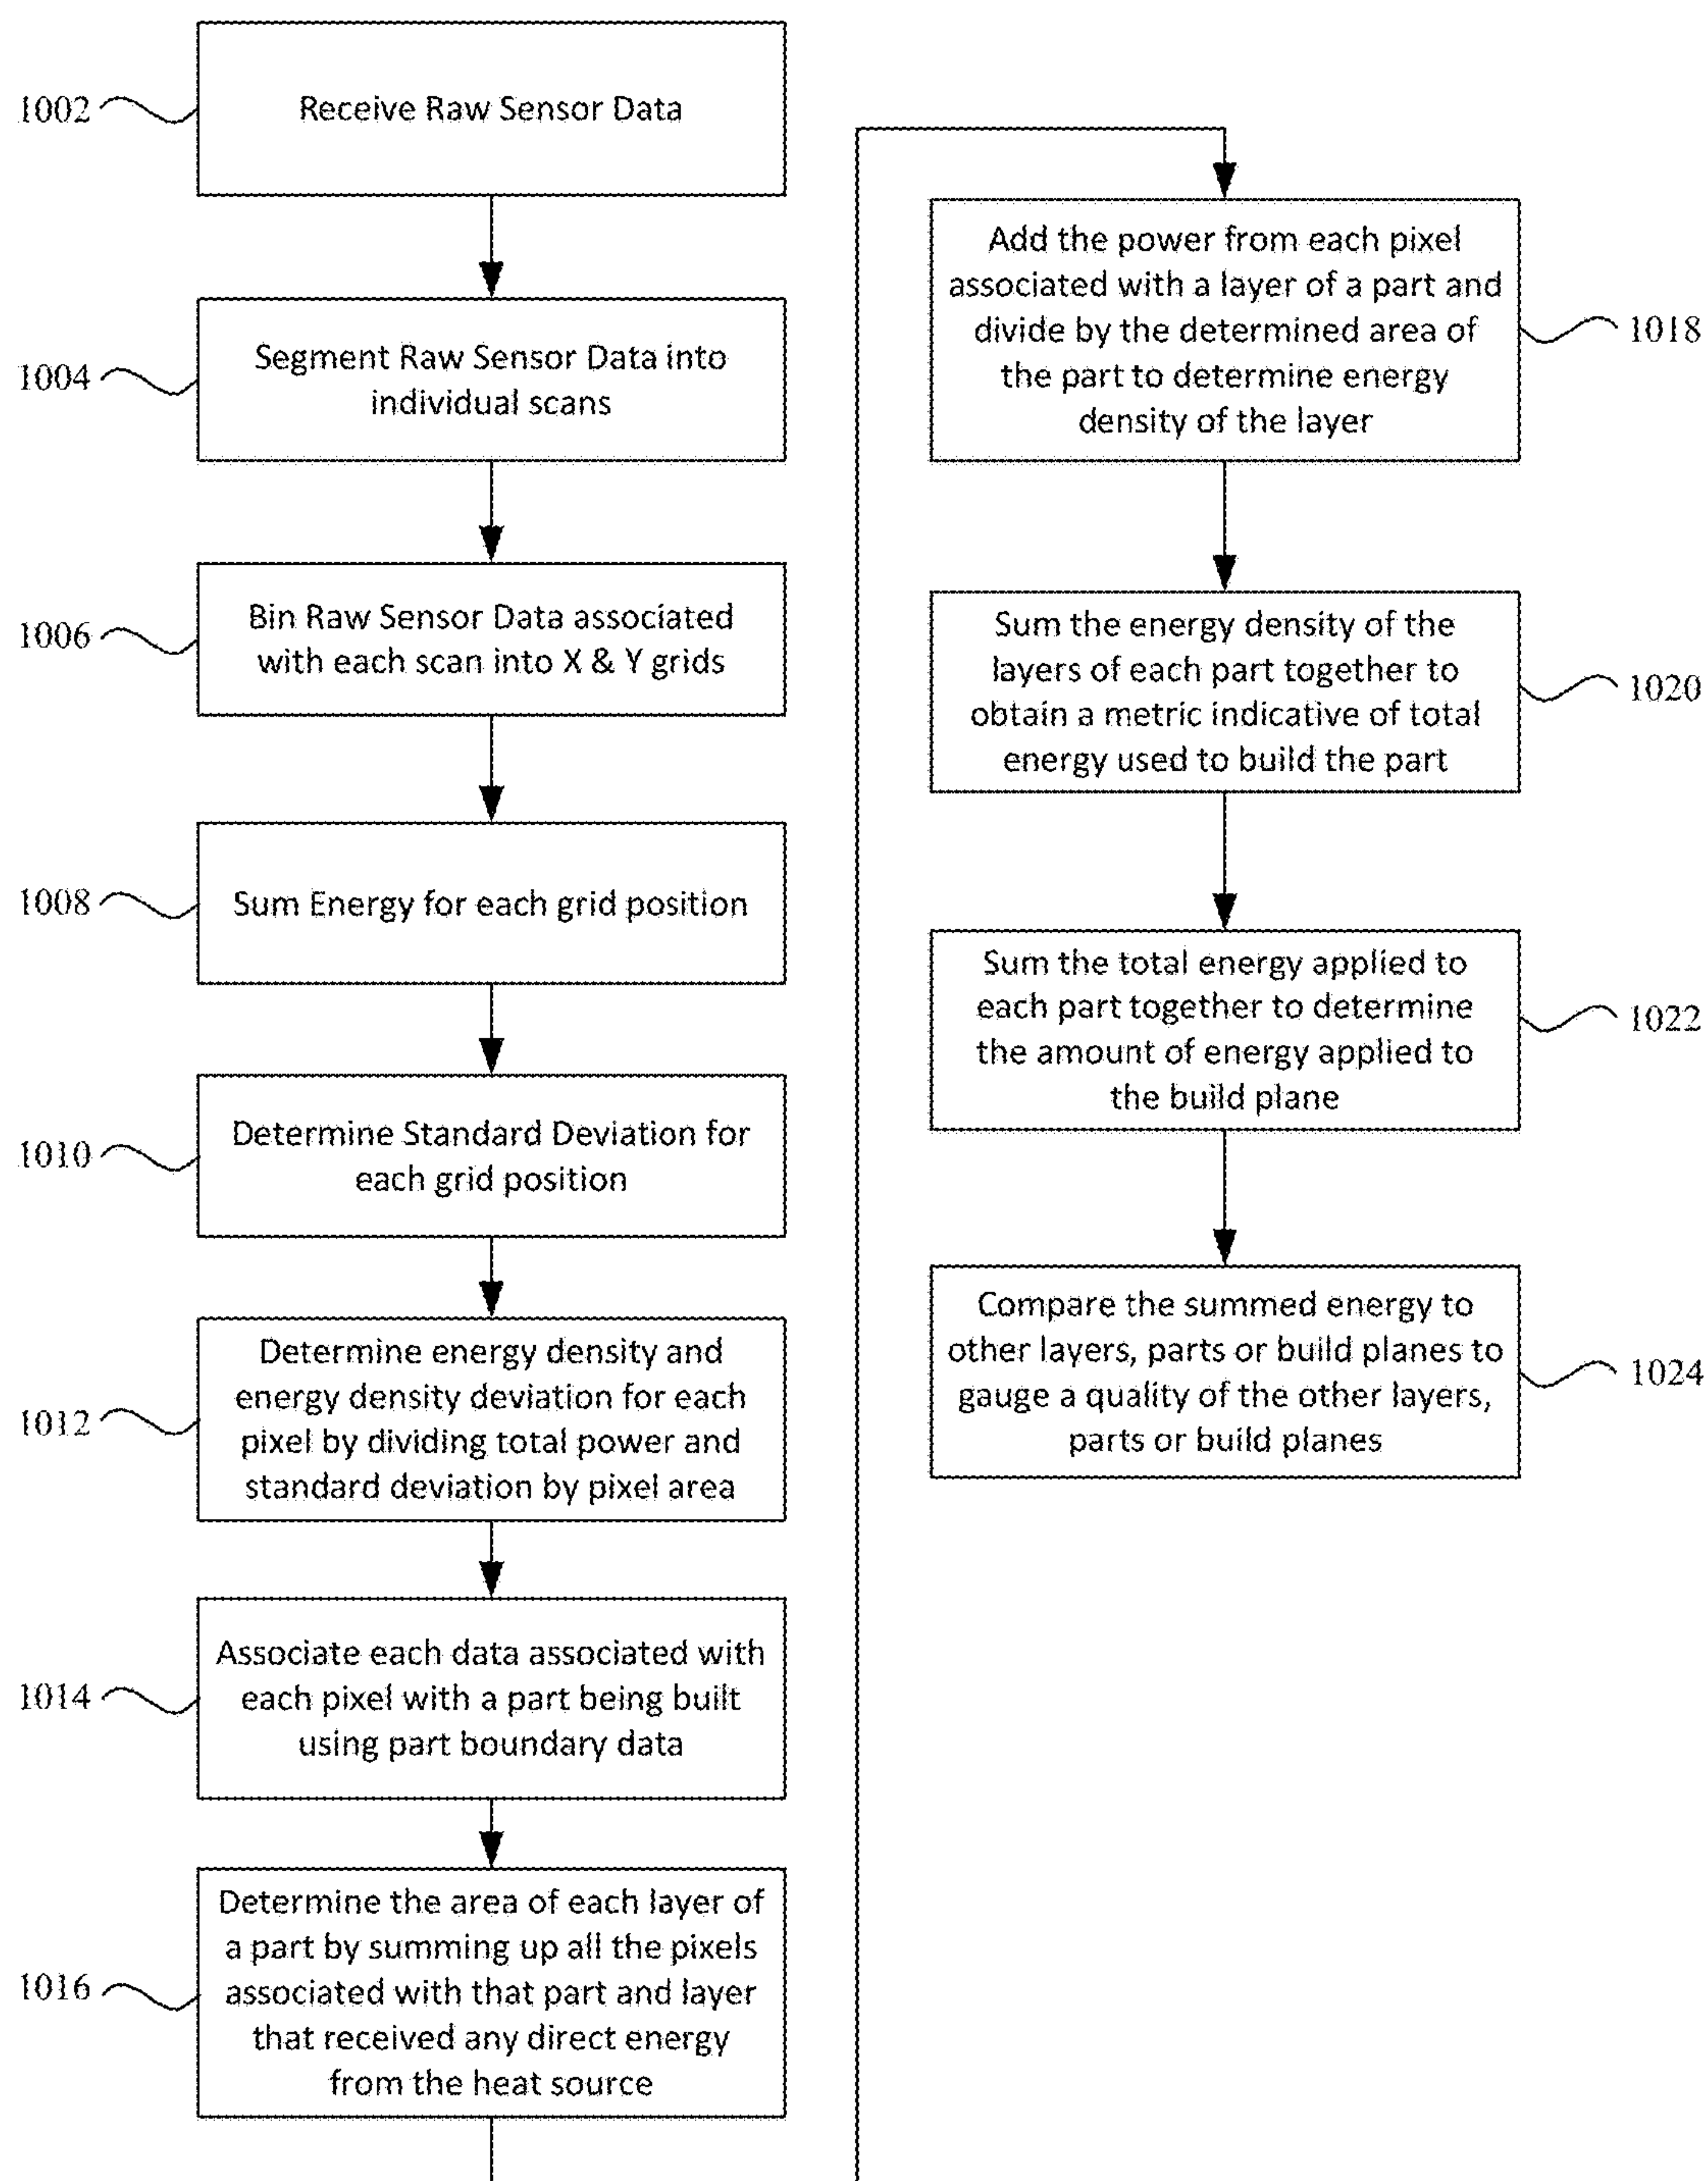 1002
Receive Raw Sensor Data
1004
Segment Raw Sensor Data into
individual scans
1006
Bin Raw Sensor Data associated
with each scan into X & Y grids
1008
Sum Energy for each grid position
1010
Determine Standard Deviation for
each grid position
1012
Determine energy density and
energy density deviation for each
pixel by dividing total power and
standard deviation by pixel area
1014
Associate each data associated with
each pixel with a part being built
using part boundary data
1016
Determine the area of each layer of
a part by summing up all the pixels
associated with that part and layer
that received any direct energy
from the heat source
Add the power from each pixel
associated with a layer of a part and
divide by the determined area of
the part to determine energy
density of the layer
1018
Sum the energy density of the
layers of each part together to
obtain a metric indicative of total
energy used to build the part
1020
Sum the total energy applied to
each part together to determine
the amount of energy applied to
the build plane
1022
Compare the summed energy to
other layers, parts or build planes to
gauge a quality of the other layers,
parts or build planes
1024